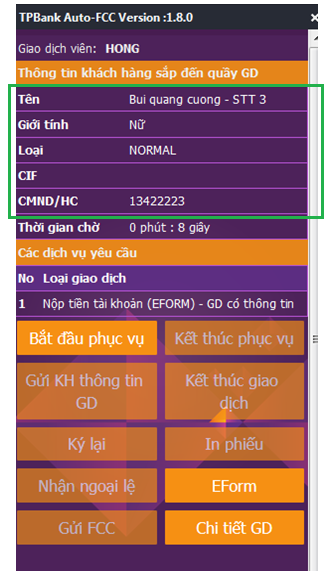 TPBank Auto-FCC Version :1.8.0
Giao dịch viên: HONG
Thông tin khách hàng sắp đến quầy GD
Tên Bui quang cuong - STT 3
Giới tính Nữ
Loại NORMAL
CIF
CMND/HC 13422223
Thời gian chờ 0 phút : 8 giây
Các dịch vụ yêu cầu
No Loại giao dịch
1 Nộp tiền tài khoản (EFORM) - GD có thông tin
Bắt đầu phục vụ Kết thúc phục vụ
Gửi KH thông tin GD Kết thúc giao dịch
Ký lại In phiếu
Nhận ngoại lệ EForm
Gửi FCC Chi tiết GD